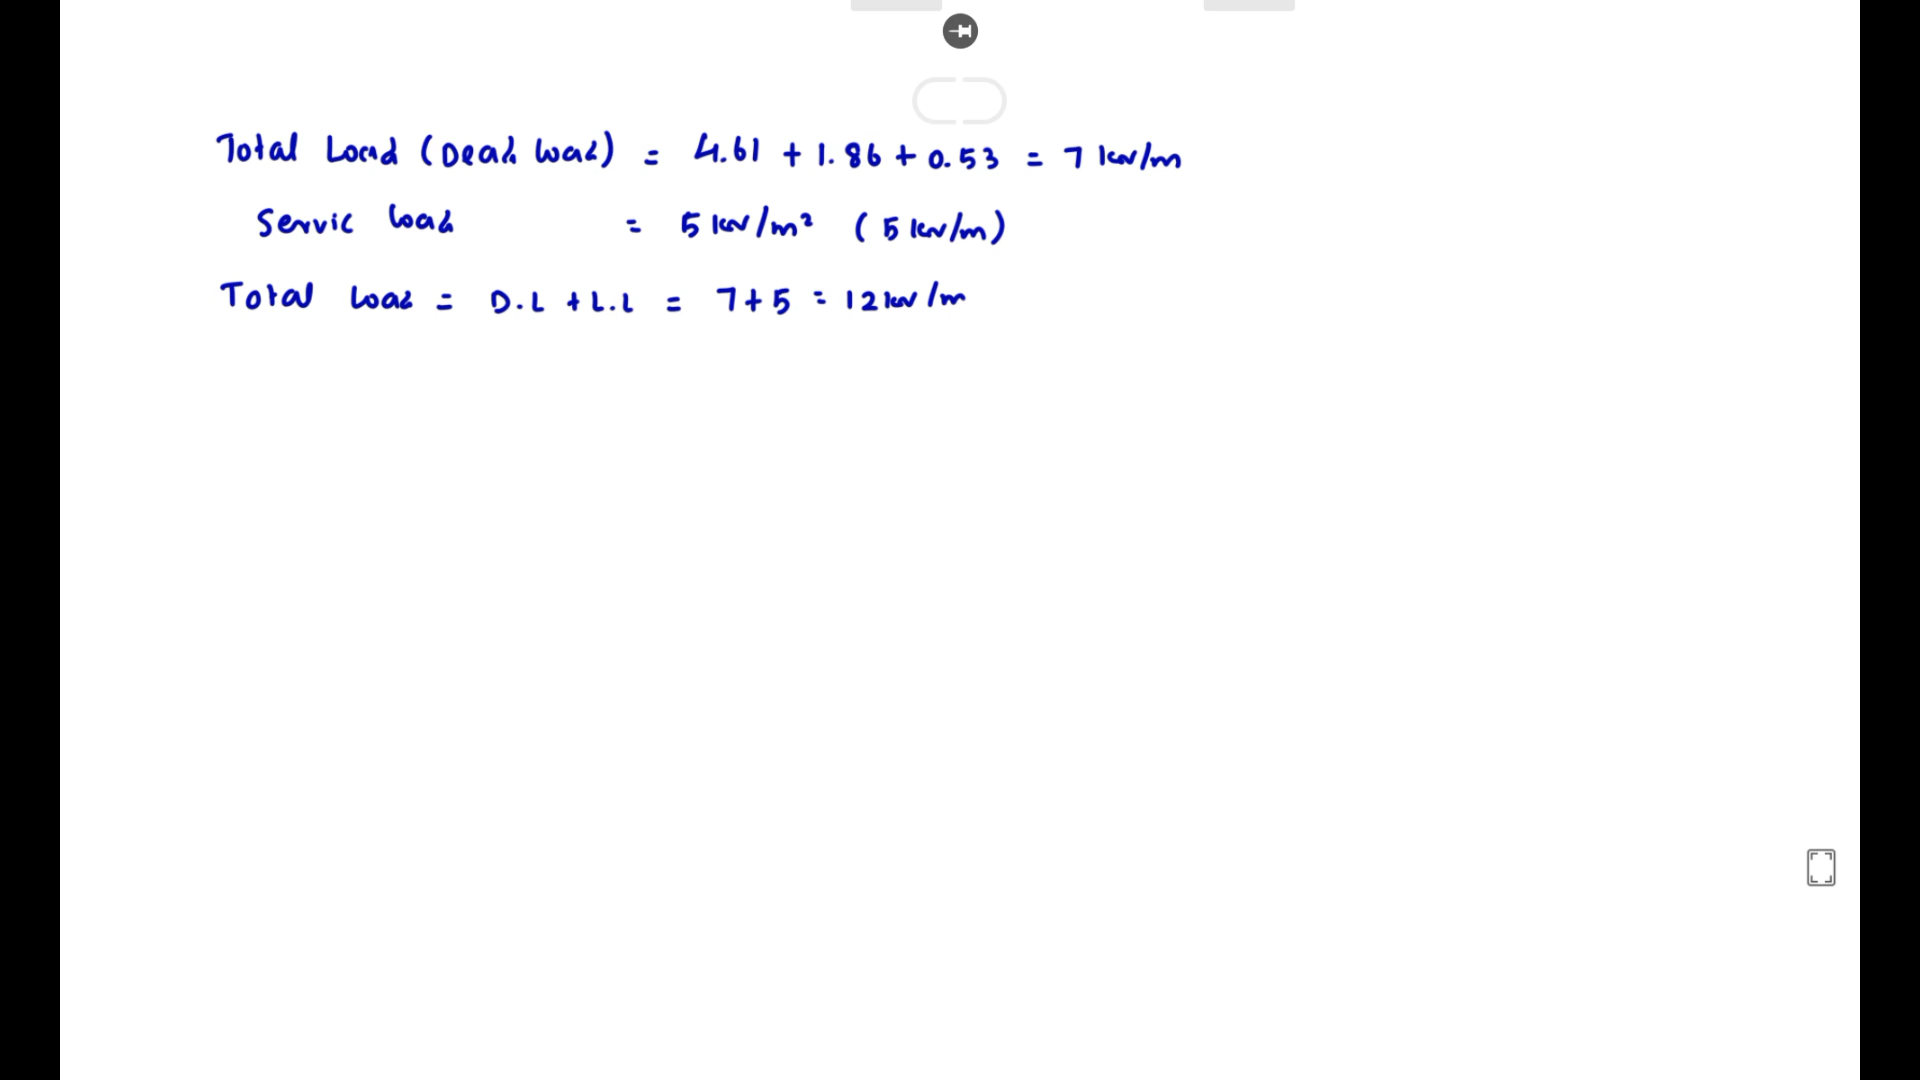 Total Load (Dead load) = 4.61 + 1.86 + 0.53 = 7 kN/m
Servic load = 5 kN/m² (5 kN/m)
Total load = D.L + L.L = 7+5 = 12 kN/m